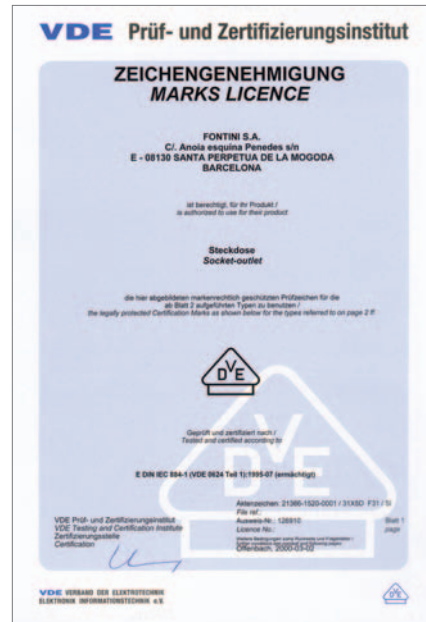 VDE Prüf- und Zertifizierungsinstitut
ZEICHENGENEHMIGUNG
MARKS LICENCE
FONTINI S.A.
C/. Anoia esquina Penedes s/n
E - 08130 SANTA PERPETUA DE LA MOGODA
BARCELONA
ist berechtigt, für ihr Produkt /
is authorized to use for their product
Steckdose
Socket-outlet
die hier abgebildeten markenrechtlich geschützten Prüfzeichen für die
ab Blatt 2 aufgeführten Typen zu benutzen /
the legally protected Certification Marks as shown below for the types referred to on page 2 ff
DVE
Geprüft und zertifiziert nach /
Tested and certified according to
DVE
E DIN IEC 884-1 (VDE 0624 Teil 1):1995-07 (ermächtigt)
Aktenzeichen: 21386-1520-0001 / 31XSD F31 / SI
File ref.:
VDE Prüf- und Zertifizierungsinstitut Ausweis-Nr.: 126910 Blatt 1
VDE Testing and Certification Institute Licence No.: page
Zertifizierungsstelle
Certification
Offenbach, 2000-03-02
VDE VERBAND DER ELEKTROTECHNIK
ELEKTRONIK INFORMATIONSTECHNIK e.V.
DVE